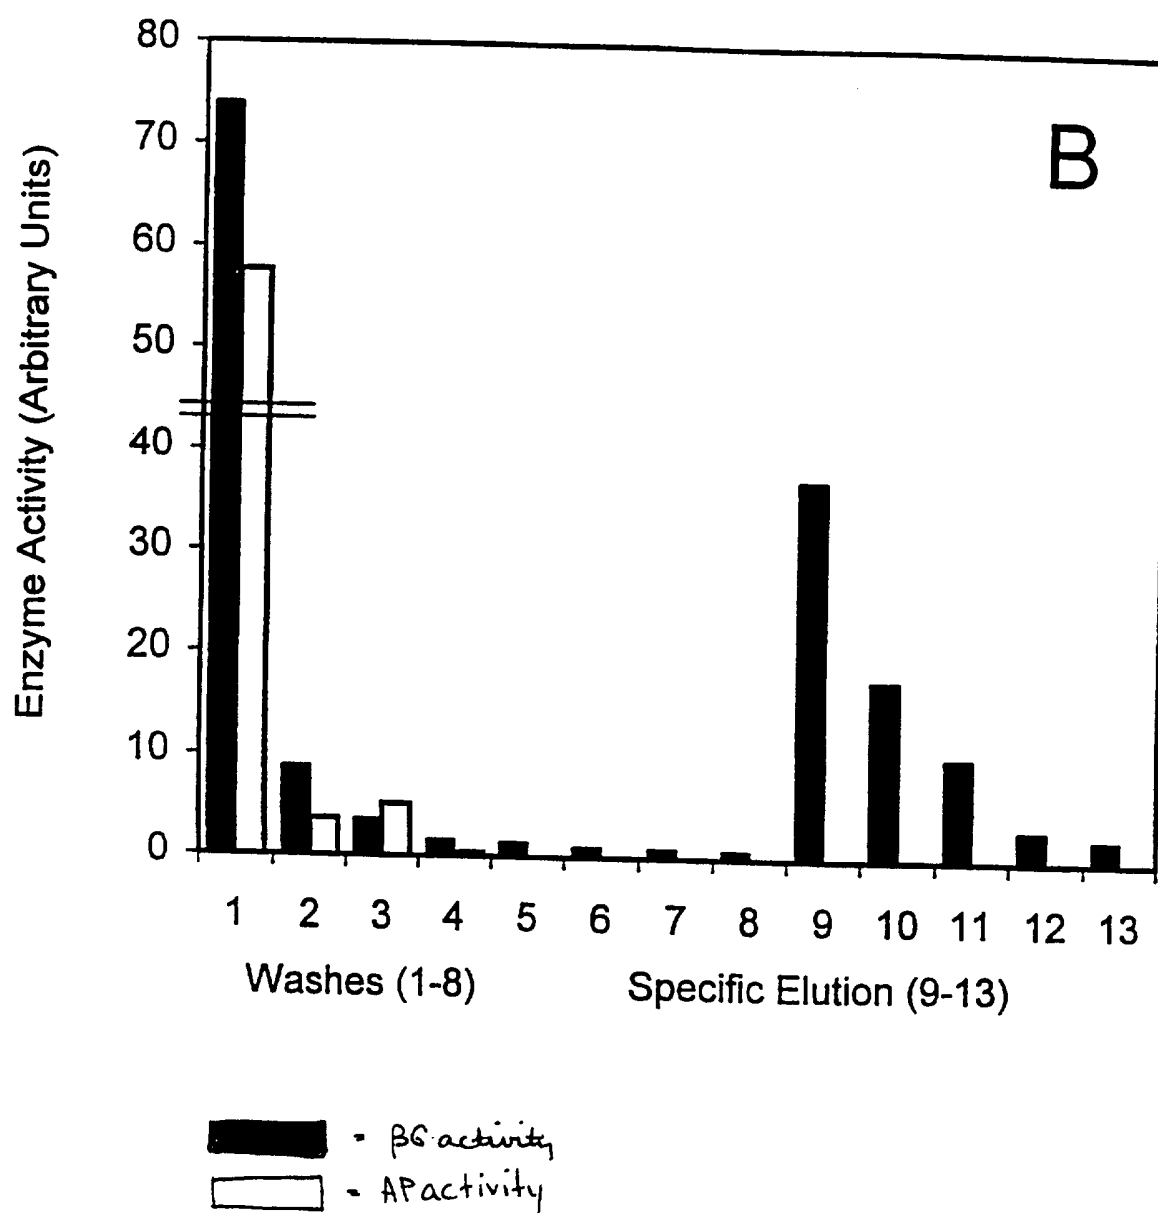 80
70
60
50
40
30
20
10
0
Enzyme Activity (Arbitrary Units)
B
1 2 3 4 5 6 7 8 9 10 11 12 13
Washes (1-8) Specific Elution (9-13)
= βG activity
= AP activity